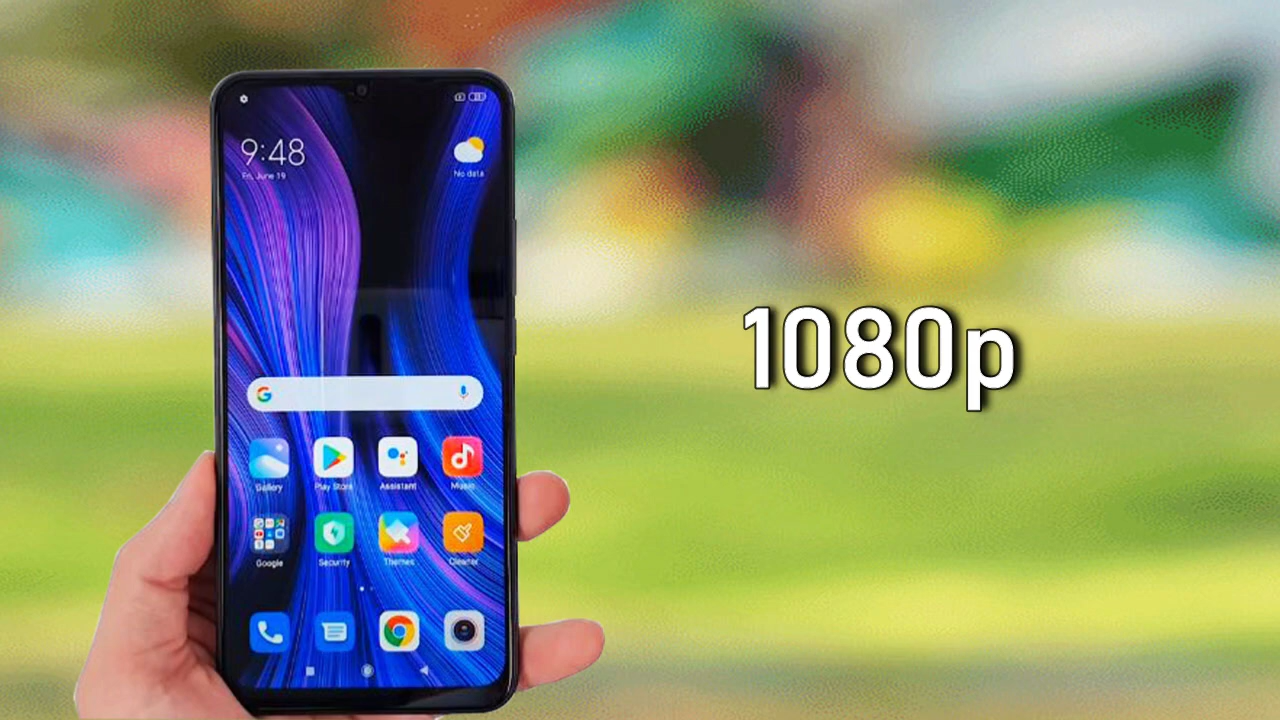 9:48
Fri, June 19
No data
Gallery
Play Store
Assistant
Music
Google
Security
Themes
Cleaner
1080p